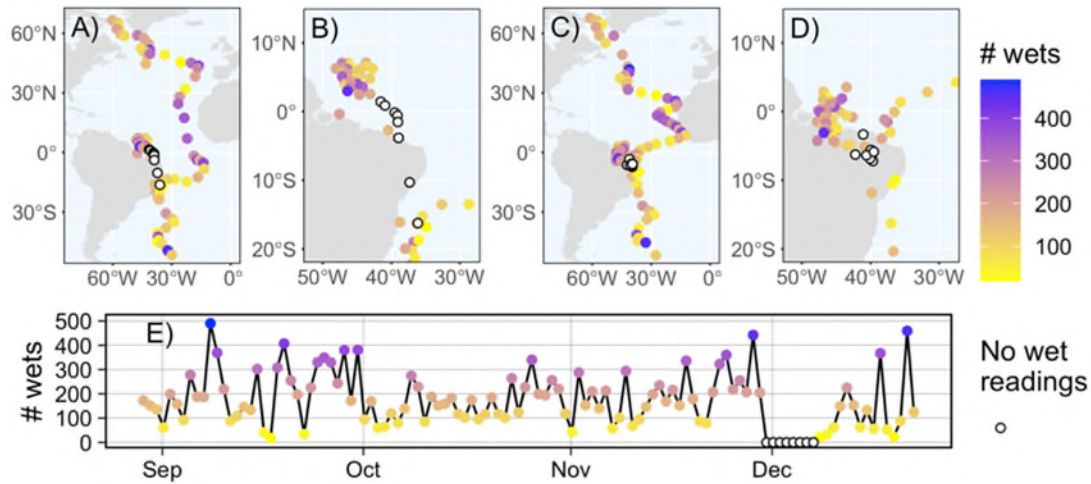 A)
B)
C)
D)
60°N
30°N
0°
30°S
60°W
30°W
0°
10°N
0°
10°S
20°S
50°W
40°W
30°W
60°N
30°N
0°
30°S
60°W
30°W
0°
10°N
0°
10°S
20°S
50°W
40°W
30°W
# wets
400
300
200
100
No wet
readings
E)
# wets
500
400
300
200
100
0
Sep
Oct
Nov
Dec